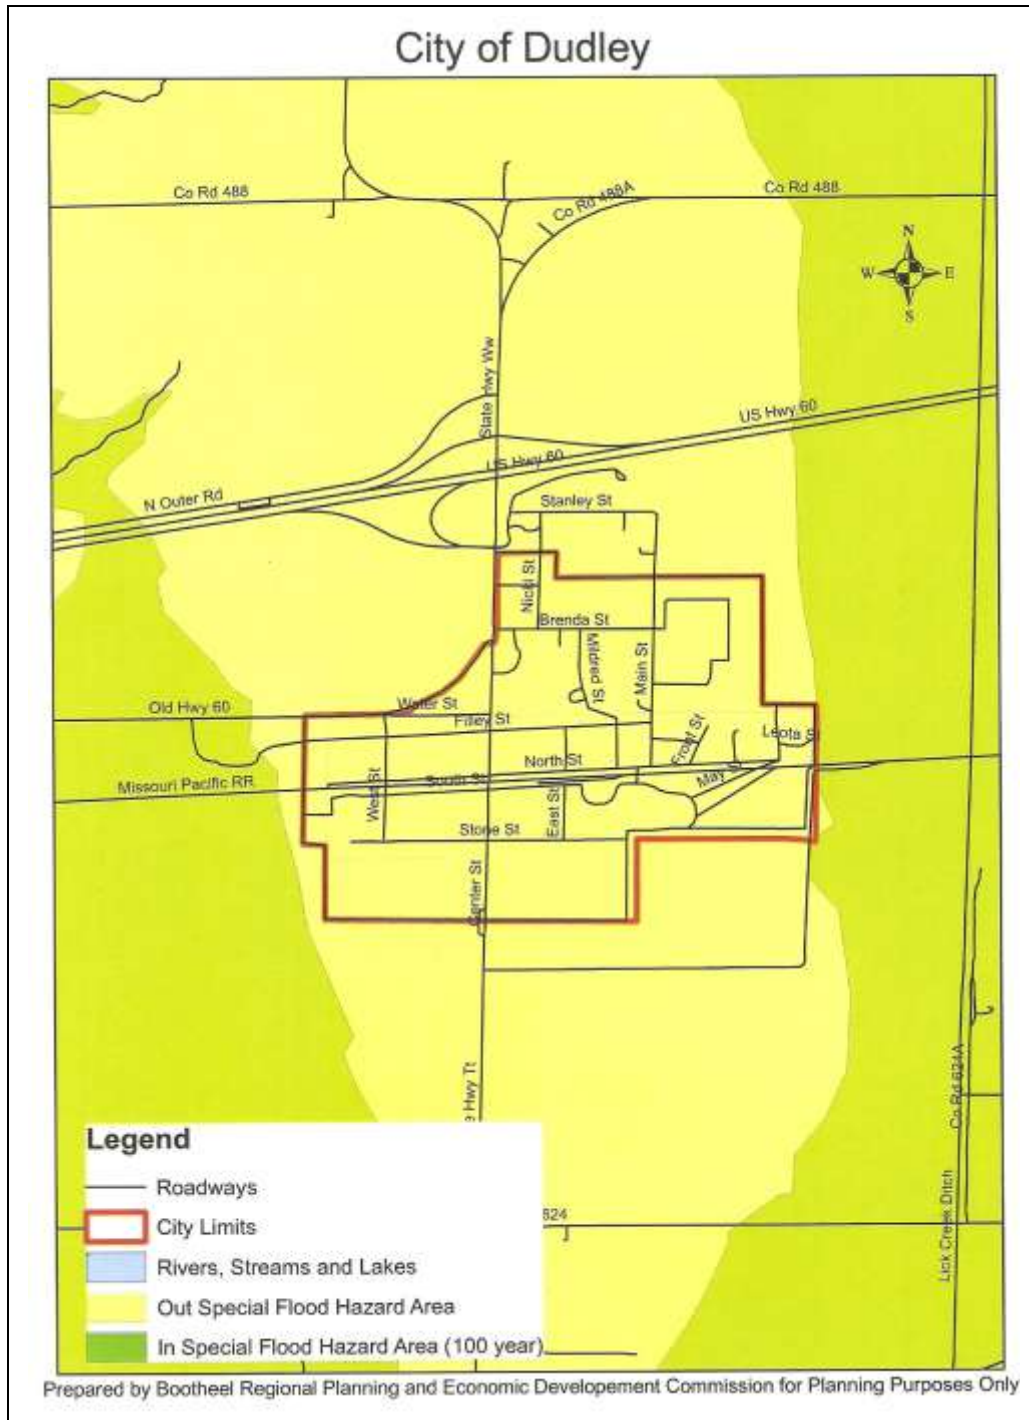 City of Dudley
Co Rd 488
Co Rd 488A
Co Rd 488
N
W
E
S
State Hwy Ww
US Hwy 60
US Hwy 60
N Outer Rd
Stanley St
Nicki St
Brenda St
Mildred St
Main St
Old Hwy 60
Water St
Filley St
Front St
Leota St
North St
Missouri Pacific RR
South St
May
West St
East St
Stone St
Center St
Hwy Tt
Co Rd 621A
Lick Creek Ditch
624
Legend
Roadways
City Limits
Rivers, Streams and Lakes
Out Special Flood Hazard Area
In Special Flood Hazard Area (100 year)
Prepared by Bootheel Regional Planning and Economic Developement Commission for Planning Purposes Only